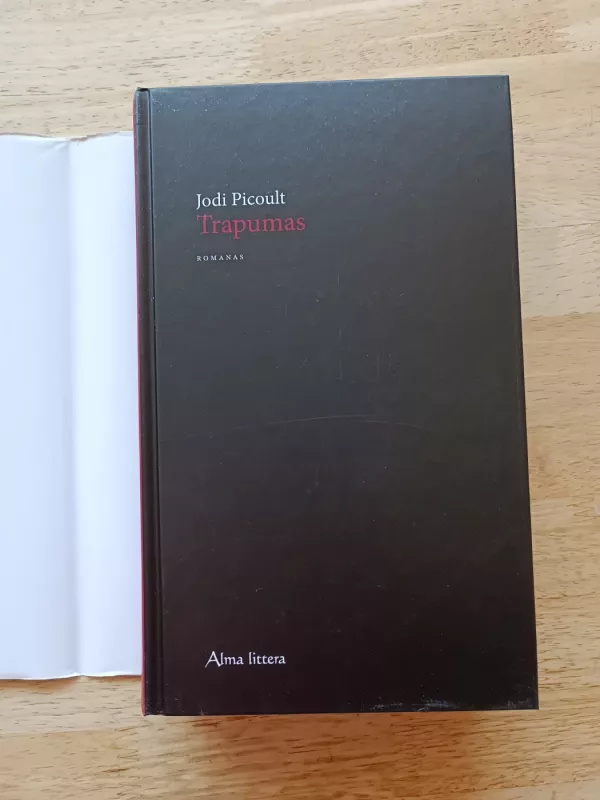 Jodi Picoult
Trapumas
ROMANAS
Alma littera